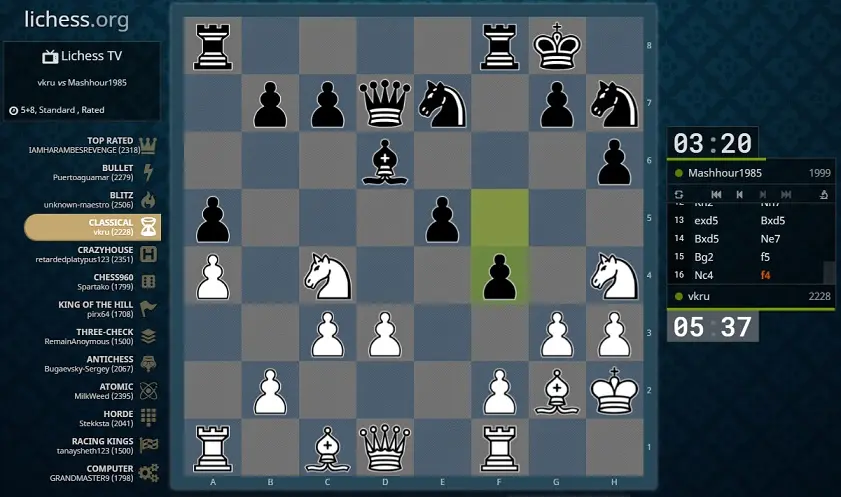 lichess.org
Lichess TV
vkru vs Mashhour1985
5+8, Standard , Rated
TOP RATED
IAMHARAMBESREVENGE (2318)
BULLET
Puertoaguamar (2279)
BLITZ
unknown-maestro (2506)
CLASSICAL
vkru (2228)
CRAZYHOUSE
retardedplatypus123 (2351)
CHESS960
Spartako (1799)
KING OF THE HILL
pirx64 (1708)
THREE-CHECK
RemainAnoymous (1500)
ANTICHESS
Bugaevsky-Sergey (2067)
ATOMIC
MilkWeed (2395)
HORDE
Stekksta (2041)
RACING KINGS
tanaysheth123 (1500)
COMPUTER
GRANDMASTER9 (1798)
8
7
6
5
4
3
2
1
A B C D E F G H
03:20
Mashhour1985 1999
12 Kh2 Nh7
13 exd5 Bxd5
14 Bxd5 Ne7
15 Bg2 f5
16 Nc4 f4
vkru 2228
05:37